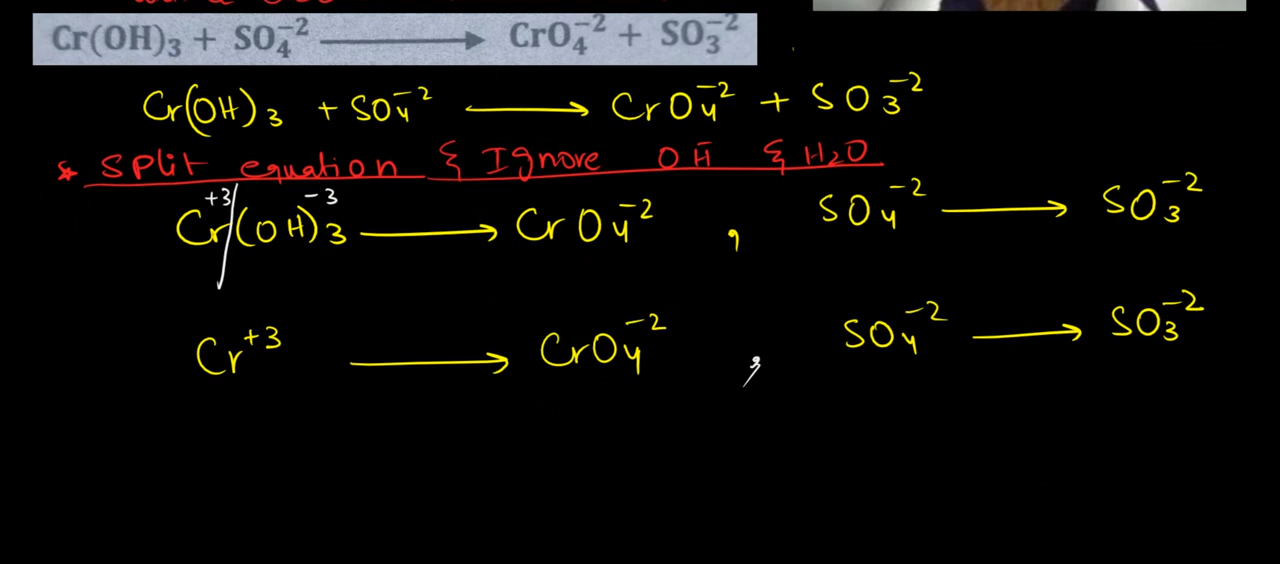 Cr(OH)₃ + SO₄⁻² ⟶ CrO₄⁻² + SO₃⁻²
Cr(OH)₃ + SO₄⁻² ⟶ CrO₄⁻² + SO₃⁻²
* Split equation & Ignore OH̄ & H₂O
+3 -3
Cr/(OH)₃ ⟶ CrO₄⁻² , SO₄⁻² ⟶ SO₃⁻²
Cr⁺³ ⟶ CrO₄⁻² , SO₄⁻² ⟶ SO₃⁻²